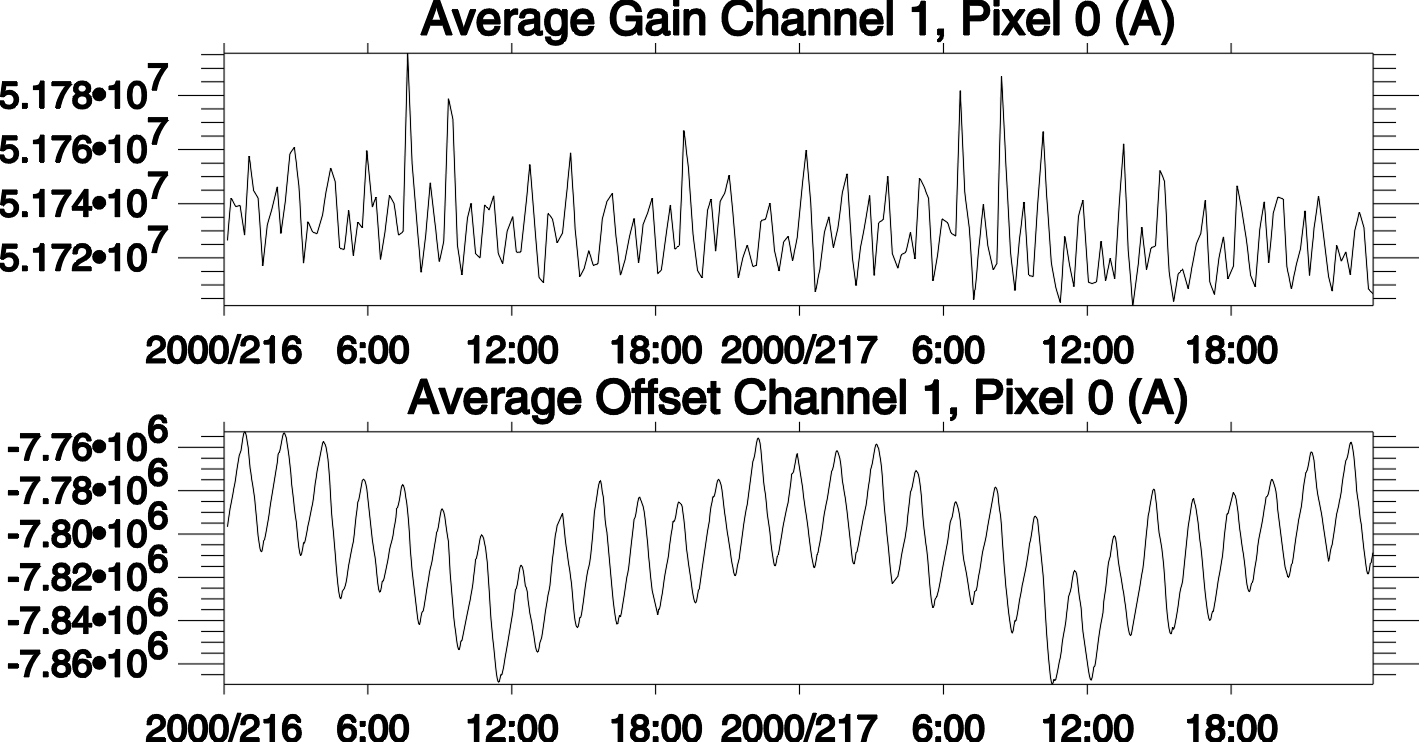 Average Gain Channel 1, Pixel 0 (A)
5.178•10⁷
5.176•10⁷
5.174•10⁷
5.172•10⁷
2000/216 6:00 12:00 18:00 2000/217 6:00 12:00 18:00
Average Offset Channel 1, Pixel 0 (A)
-7.76•10⁶
-7.78•10⁶
-7.80•10⁶
-7.82•10⁶
-7.84•10⁶
-7.86•10⁶
2000/216 6:00 12:00 18:00 2000/217 6:00 12:00 18:00